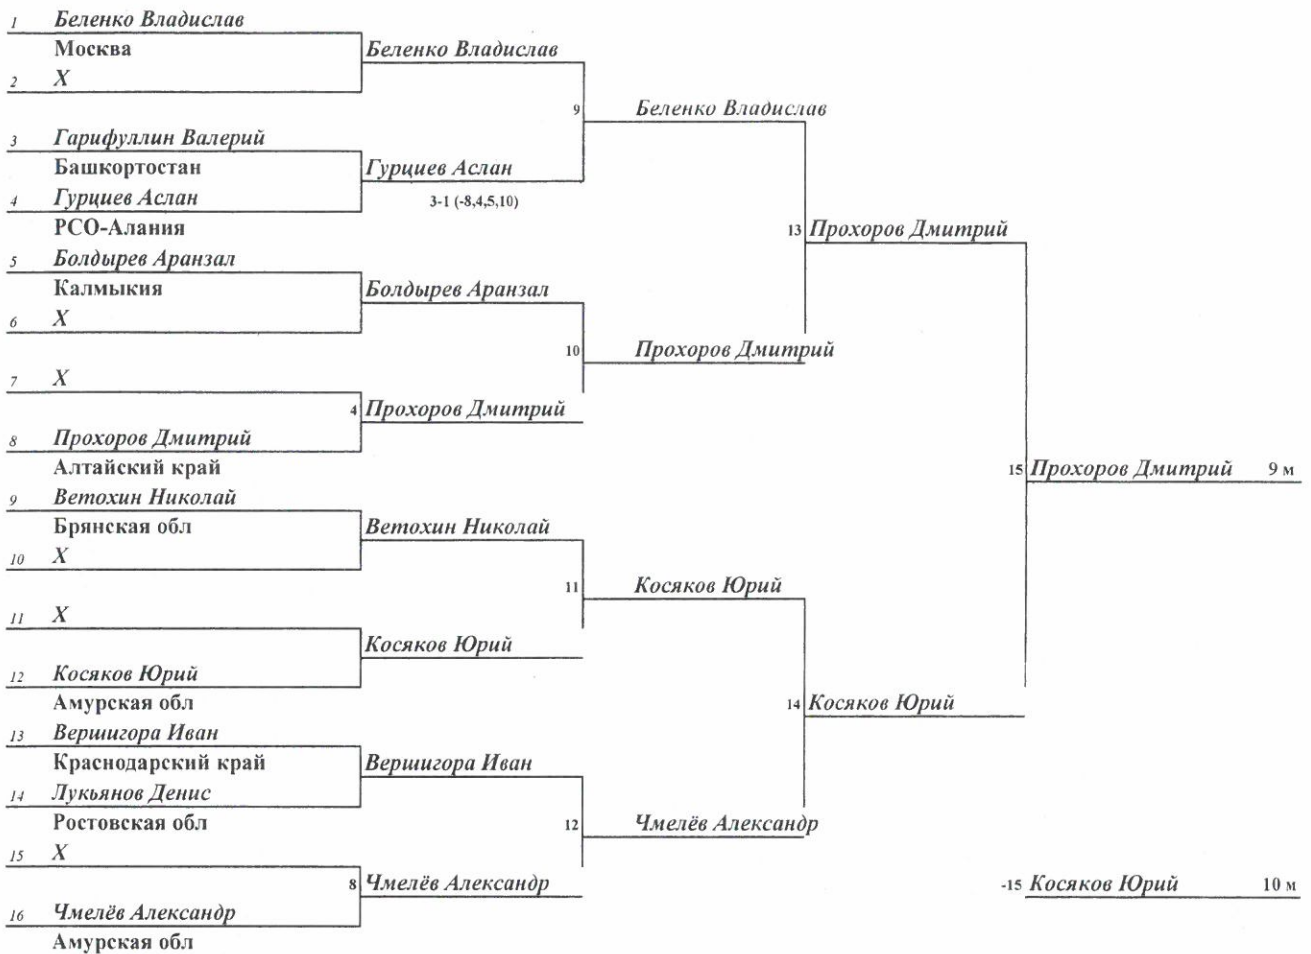 1 Беленко Владислав
Москва
Беленко Владислав
2 Х
9 Беленко Владислав
3 Гарифуллин Валерий
Башкортостан
Гурциев Аслан
4 Гурциев Аслан
3-1 (-8,4,5,10)
РСО-Алания
13 Прохоров Дмитрий
5 Болдырев Аранзал
Калмыкия
Болдырев Аранзал
6 Х
10 Прохоров Дмитрий
7 Х
4 Прохоров Дмитрий
8 Прохоров Дмитрий
Алтайский край
15 Прохоров Дмитрий 9 м
9 Ветохин Николай
Брянская обл
Ветохин Николай
10 Х
11 Косяков Юрий
11 Х
Косяков Юрий
12 Косяков Юрий
Амурская обл
14 Косяков Юрий
13 Вершигора Иван
Краснодарский край
Вершигора Иван
14 Лукьянов Денис
Ростовская обл
12 Чмелёв Александр
15 Х
8 Чмелёв Александр
-15 Косяков Юрий 10 м
16 Чмелёв Александр
Амурская обл